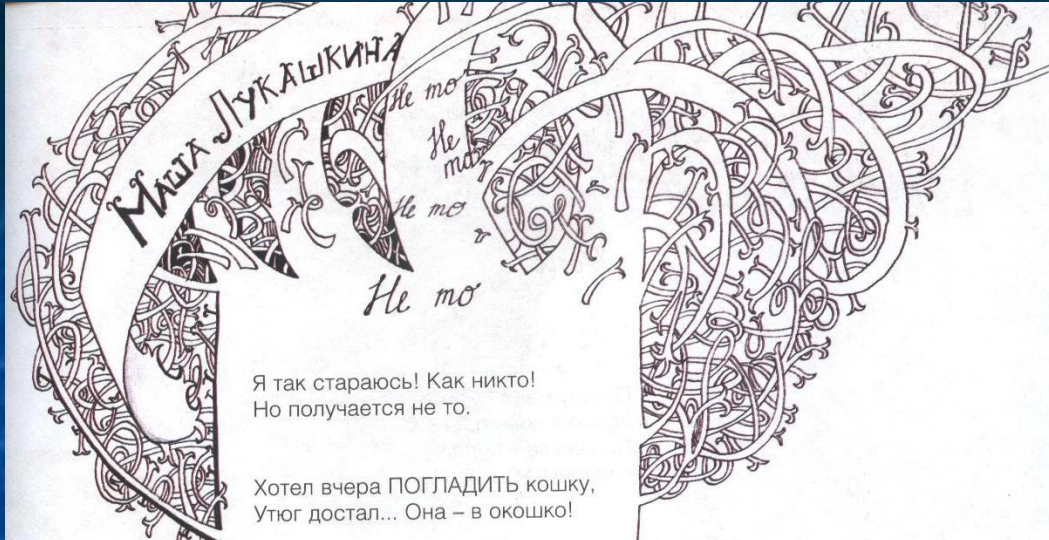 Маша Лукашкина
Не то
Не
то
Не то
Не то
Я так стараюсь! Как никто!
Но получается не то.
Хотел вчера ПОГЛАДИТЬ кошку,
Утюг достал... Она – в окошко!